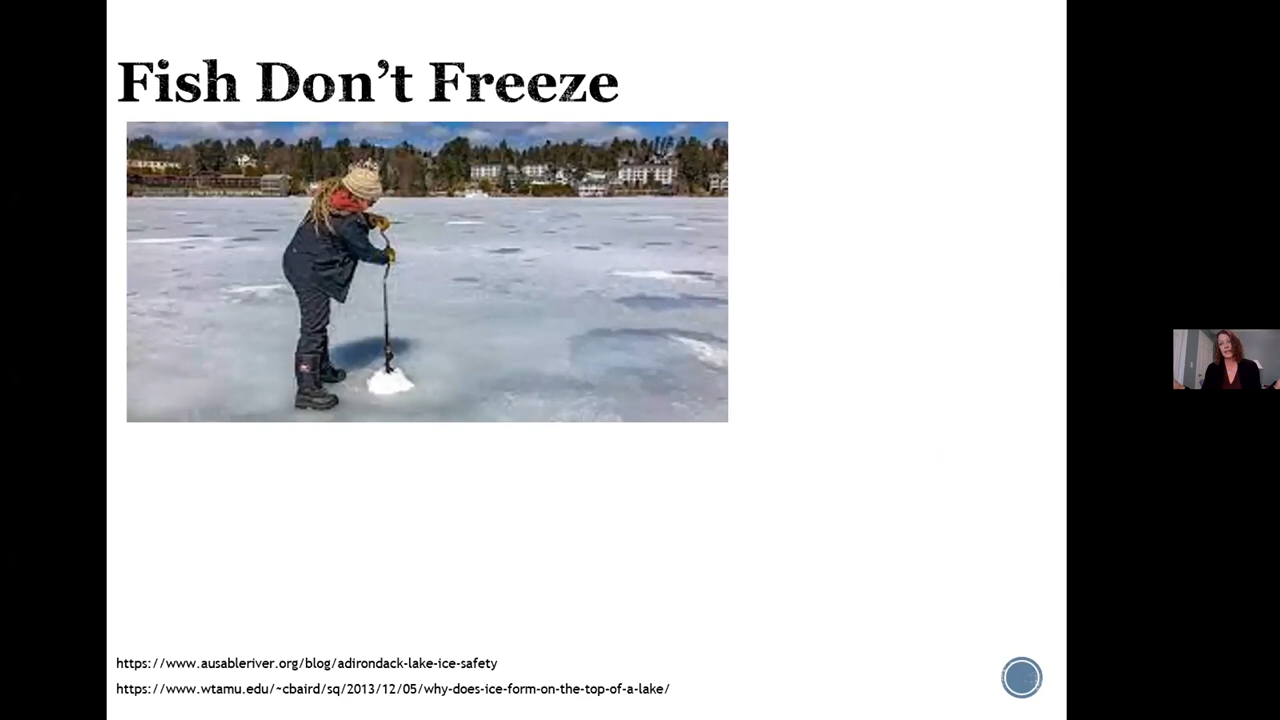 Fish Don't Freeze
https://www.ausableriver.org/blog/adirondack-lake-ice-safety
https://www.wtamu.edu/~cbaird/sq/2013/12/05/why-does-ice-form-on-the-top-of-a-lake/